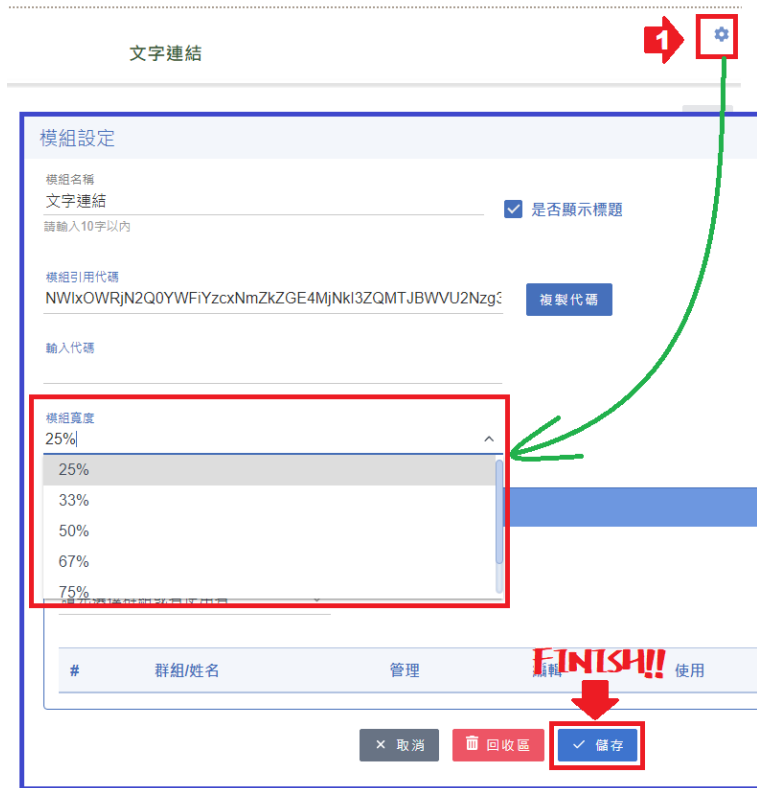 1
文字連結
模組設定
模組名稱
文字連結
是否顯示標題
請輸入10字以內
模組引用代碼
NWIxOWRjN2Q0YWFiYzcxNmZkZGE4MjNkI3ZQMTJBWVU2Nzg3
複製代碼
輸入代碼
模組寬度
25%
25%
33%
50%
67%
75%
# 群組/姓名 管理 編輯 使用
FINISH!!
× 取消 回收區 儲存